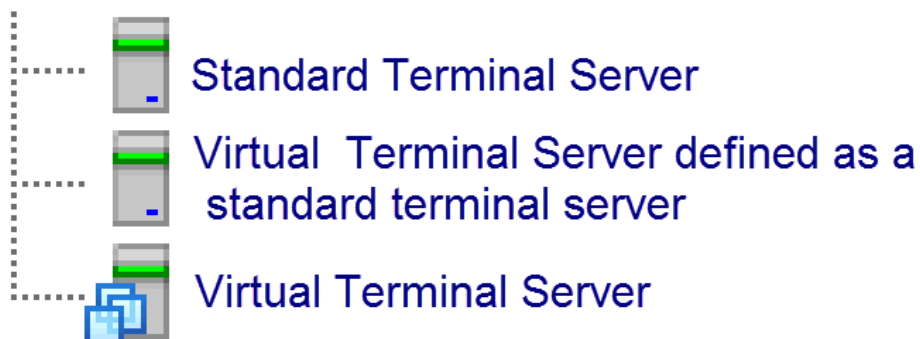 Standard Terminal Server
Virtual  Terminal Server defined as a
standard terminal server
Virtual Terminal Server